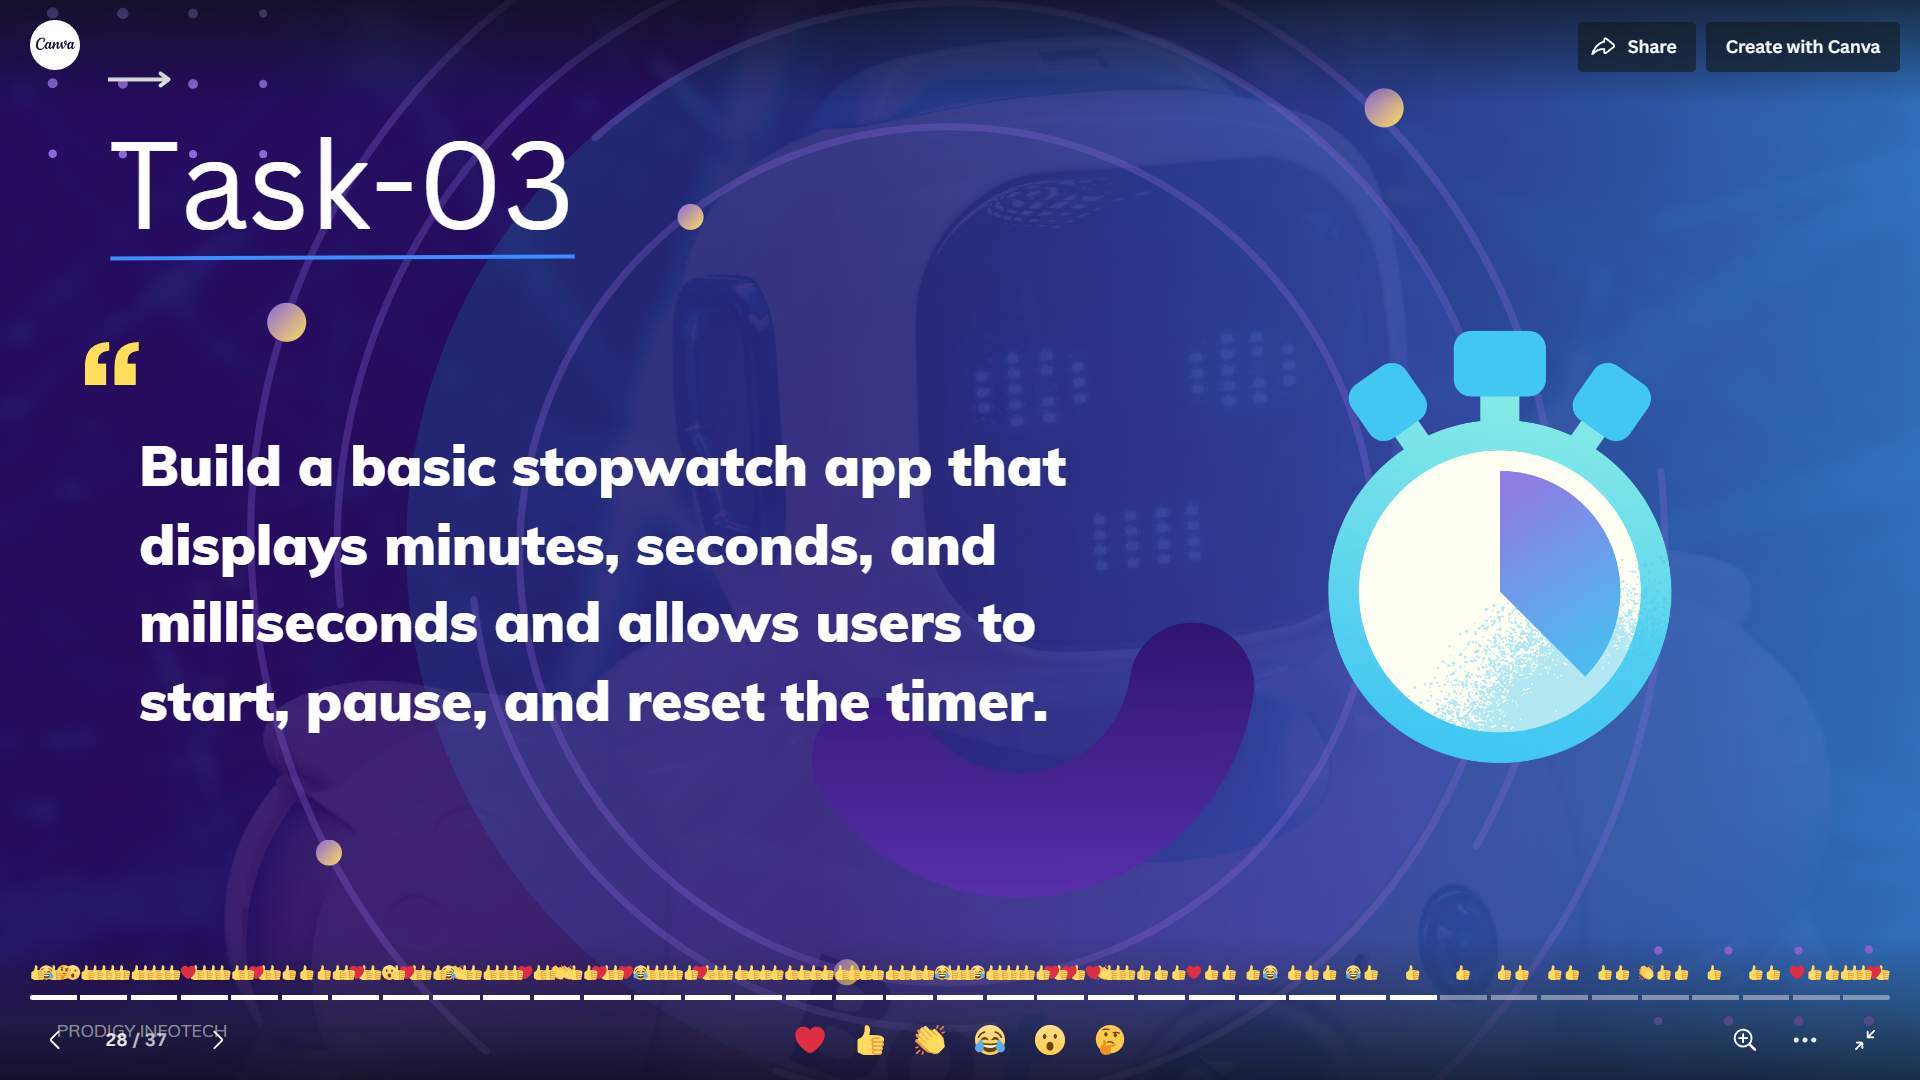 Canva
Share
Create with Canva
Task-03
“
Build a basic stopwatch app that
displays minutes, seconds, and
milliseconds and allows users to
start, pause, and reset the timer.
PRODIGY INFOTECH
28 / 37